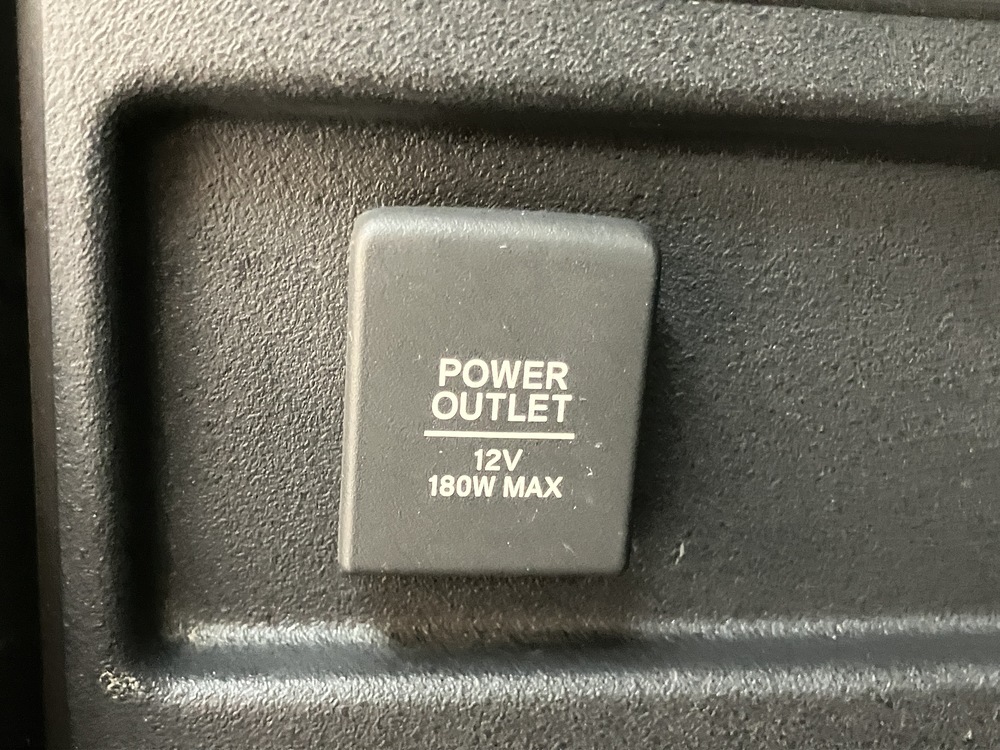 POWER
OUTLET
12V
180W MAX